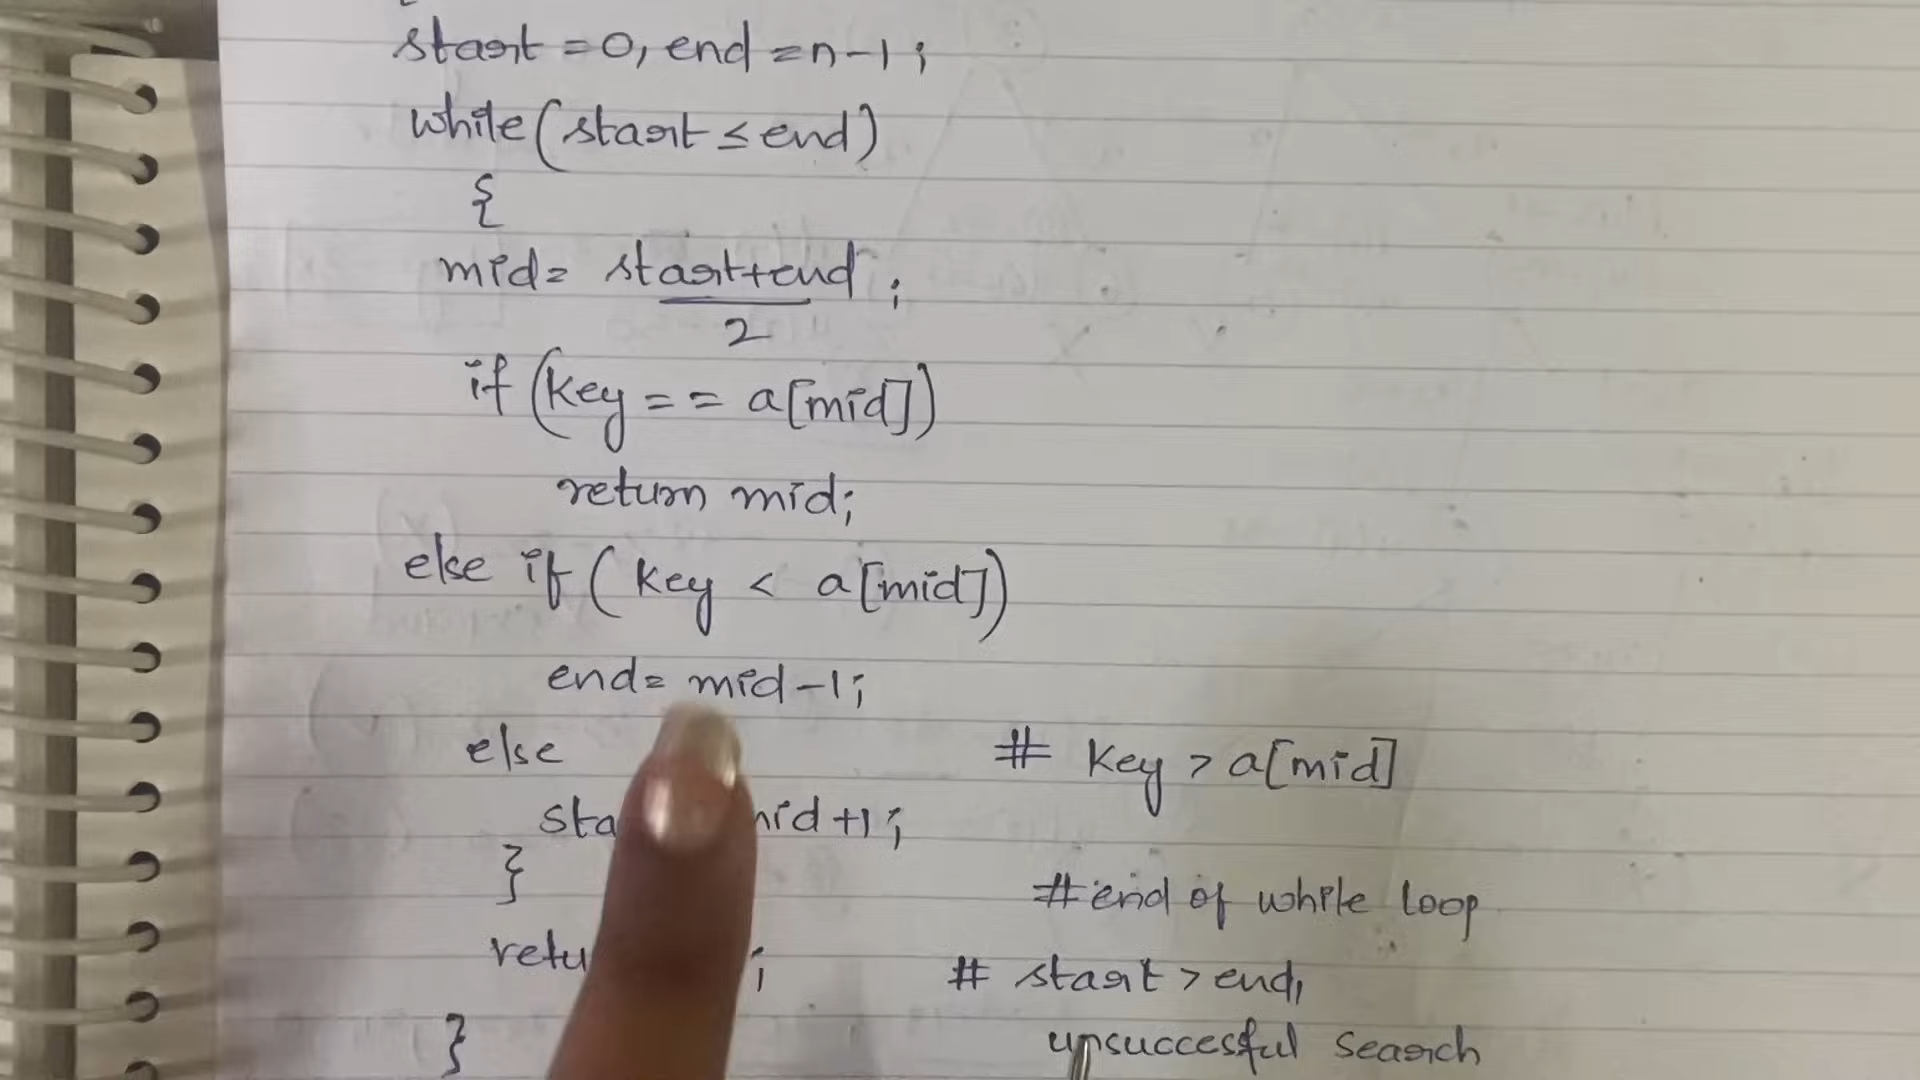 start = 0, end = n-1;
while (start ≤ end)
{
mid = start+end ;
2
if (key == a[mid])
return mid;
else if (key < a[mid])
end = mid-1;
else # key > a[mid]
+1;
} # end of while loop
; # start > end,
} unsuccessful search